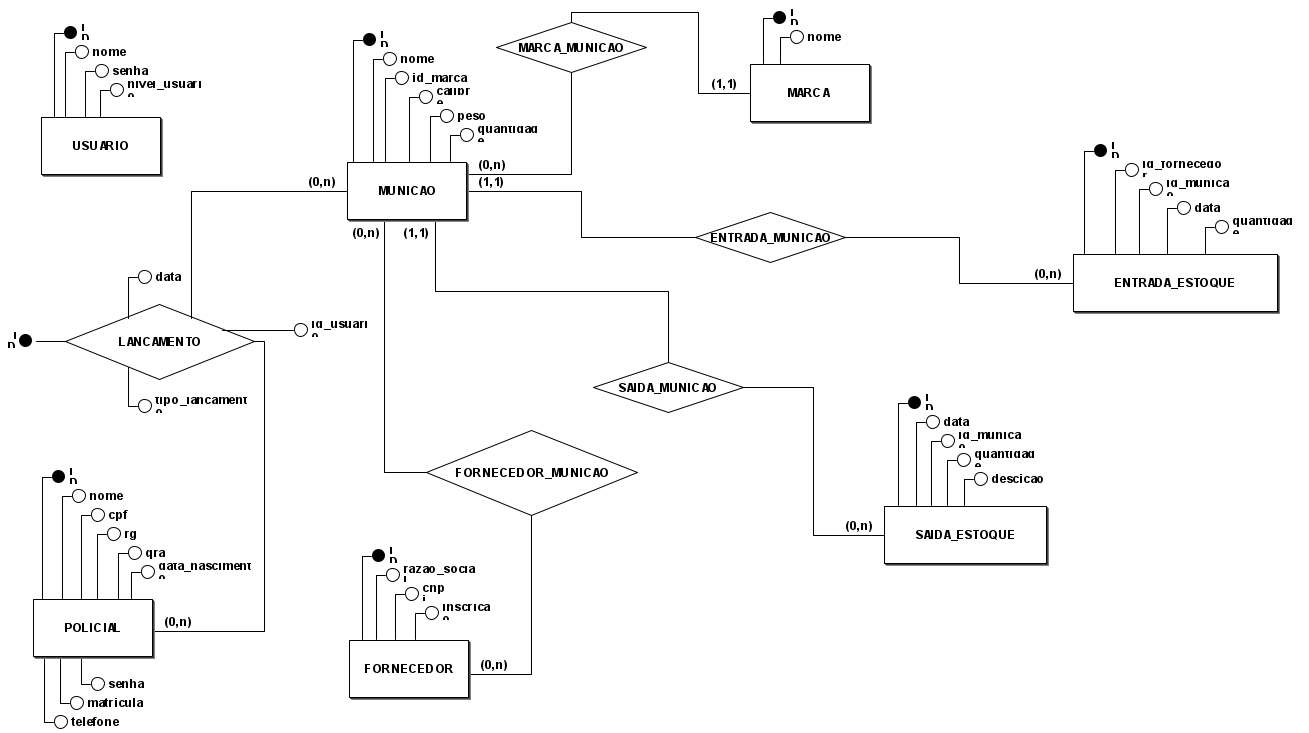 ID
nome
senha
nivel_usuario
USUARIO
ID
nome
id_marca
calibre
peso
quantidade
MUNICAO
MARCA_MUNICAO
ID
nome
MARCA
(1,1)
(0,n)
(1,1)
(0,n)
(0,n)
(1,1)
ENTRADA_MUNICAO
(0,n)
ID
id_fornecedor
id_municao
data
quantidade
ENTRADA_ESTOQUE
data
ID
LANCAMENTO
id_usuario
tipo_lancamento
SAIDA_MUNICAO
(0,n)
ID
data
id_municao
quantidade
descicao
SAIDA_ESTOQUE
FORNECEDOR_MUNICAO
ID
nome
cpf
rg
qra
data_nascimento
POLICIAL
(0,n)
senha
matricula
telefone
ID
razao_social
cnpj
inscricao
FORNECEDOR
(0,n)